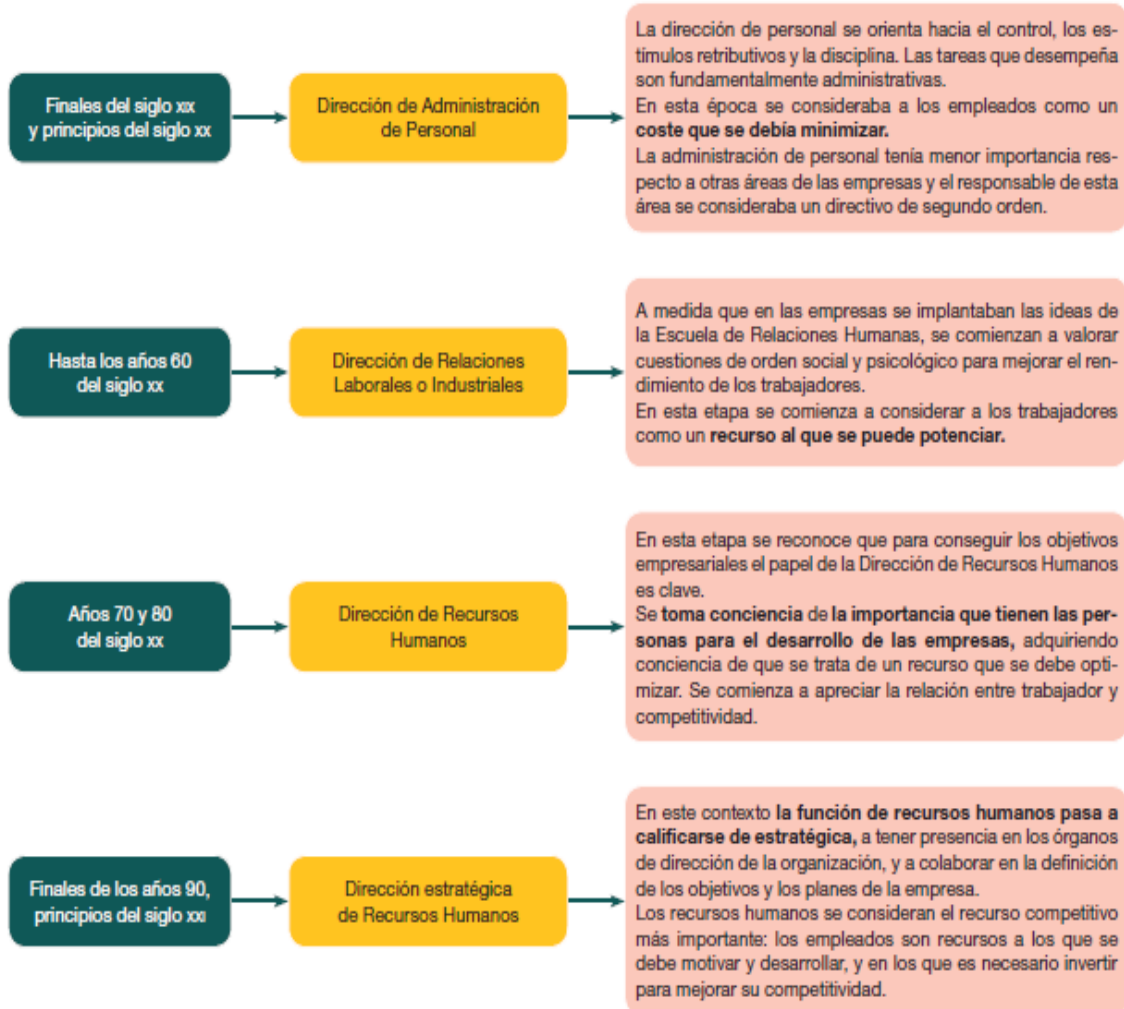 Finales del siglo XIX
y principios del siglo XX
Dirección de Administración
de Personal
La dirección de personal se orienta hacia el control, los es-
tímulos retributivos y la disciplina. Las tareas que desempeña
son fundamentalmente administrativas.
En esta época se consideraba a los empleados como un
coste que se debía minimizar.
La administración de personal tenía menor importancia res-
pecto a otras áreas de las empresas y el responsable de esta
área se consideraba un directivo de segundo orden.
Hasta los años 60
del siglo XX
Dirección de Relaciones
Laborales o Industriales
A medida que en las empresas se implantaban las ideas de
la Escuela de Relaciones Humanas, se comienzan a valorar
cuestiones de orden social y psicológico para mejorar el ren-
dimiento de los trabajadores.
En esta etapa se comienza a considerar a los trabajadores
como un recurso al que se puede potenciar.
Años 70 y 80
del siglo XX
Dirección de Recursos
Humanos
En esta etapa se reconoce que para conseguir los objetivos
empresariales el papel de la Dirección de Recursos Humanos
es clave.
Se toma conciencia de la importancia que tienen las per-
sonas para el desarrollo de las empresas, adquiriendo
conciencia de que se trata de un recurso que se debe opti-
mizar. Se comienza a apreciar la relación entre trabajador y
competitividad.
Finales de los años 90,
principios del siglo XXI
Dirección estratégica
de Recursos Humanos
En este contexto la función de recursos humanos pasa a
calificarse de estratégica, a tener presencia en los órganos
de dirección de la organización, y a colaborar en la definición
de los objetivos y los planes de la empresa.
Los recursos humanos se consideran el recurso competitivo
más importante: los empleados son recursos a los que se
debe motivar y desarrollar, y en los que es necesario invertir
para mejorar su competitividad.